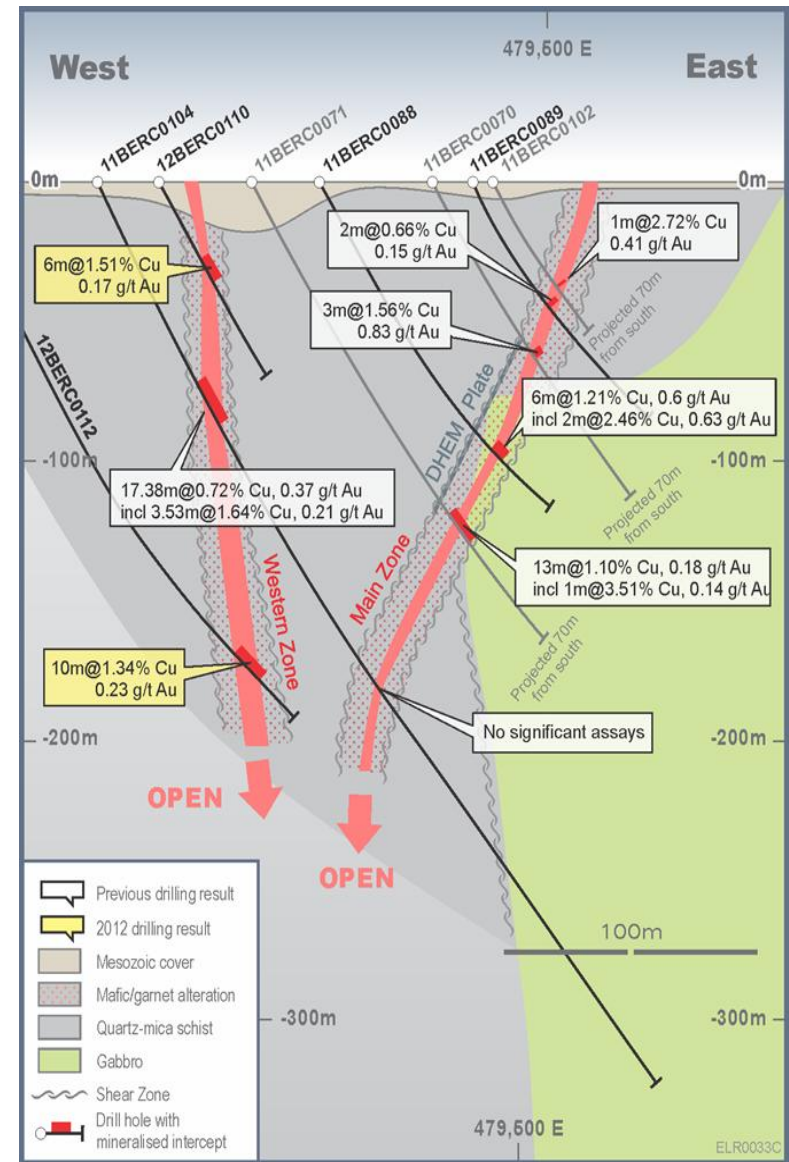 479,500 E
West
East
11BERC0104
12BERC0110
11BERC0071
11BERC0088
11BERC0070
11BERC0089
11BERC0102
0m
0m
2m@0.66% Cu
0.15 g/t Au
1m@2.72% Cu
0.41 g/t Au
6m@1.51% Cu
0.17 g/t Au
3m@1.56% Cu
0.83 g/t Au
Projected 70m
from south
12BERC0112
DHEM Plate
6m@1.21% Cu, 0.6 g/t Au
incl 2m@2.46% Cu, 0.63 g/t Au
-100m
-100m
17.38m@0.72% Cu, 0.37 g/t Au
incl 3.53m@1.64% Cu, 0.21 g/t Au
Projected 70m
from south
Western Zone
Main Zone
13m@1.10% Cu, 0.18 g/t Au
incl 1m@3.51% Cu, 0.14 g/t Au
Projected 70m
from south
10m@1.34% Cu
0.23 g/t Au
No significant assays
-200m
-200m
OPEN
OPEN
Previous drilling result
2012 drilling result
Mesozoic cover
Mafic/garnet alteration
Quartz-mica schist
Gabbro
Shear Zone
Drill hole with
mineralised intercept
100m
-300m
-300m
479,500 E
ELR0033C